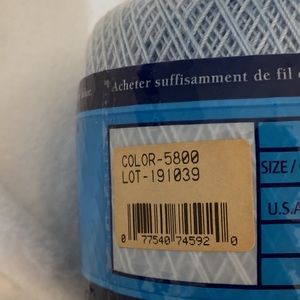 Acheter suffisamment de fil
COLOR-5800
LOT-191039
SIZE /
U.S.A
0 77540 74592 0